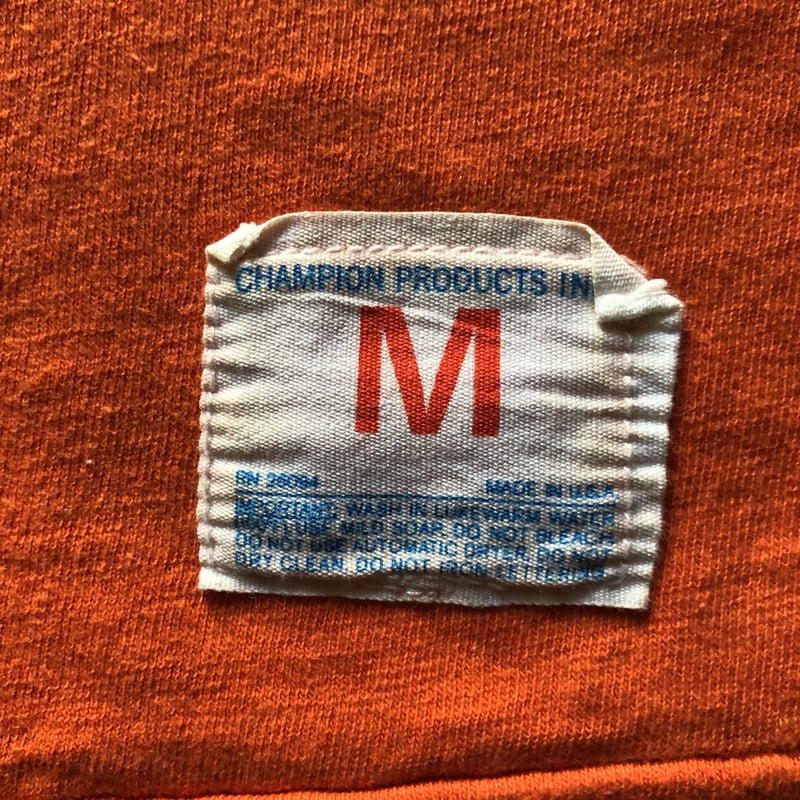 CHAMPION PRODUCTS IN
M
RN 26094 MADE IN U.S.A
IMPORTANT: WASH IN LUKEWARM WATER
USE MILD SOAP. DO NOT BLEACH
DO NOT USE AUTOMATIC DRYER. DO NOT
DRY CLEAN. DO NOT IRON LETTERING